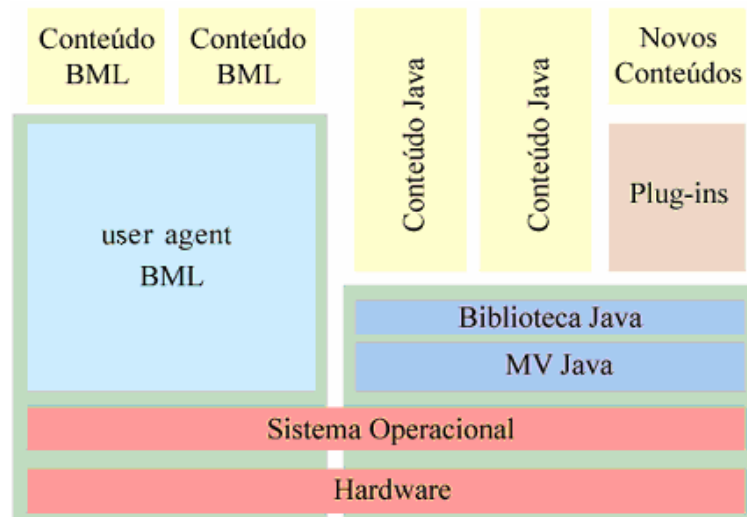 Conteúdo
BML
Conteúdo
BML
Conteúdo Java
Conteúdo Java
Novos
Conteúdos
user agent
BML
Plug-ins
Biblioteca Java
MV Java
Sistema Operacional
Hardware